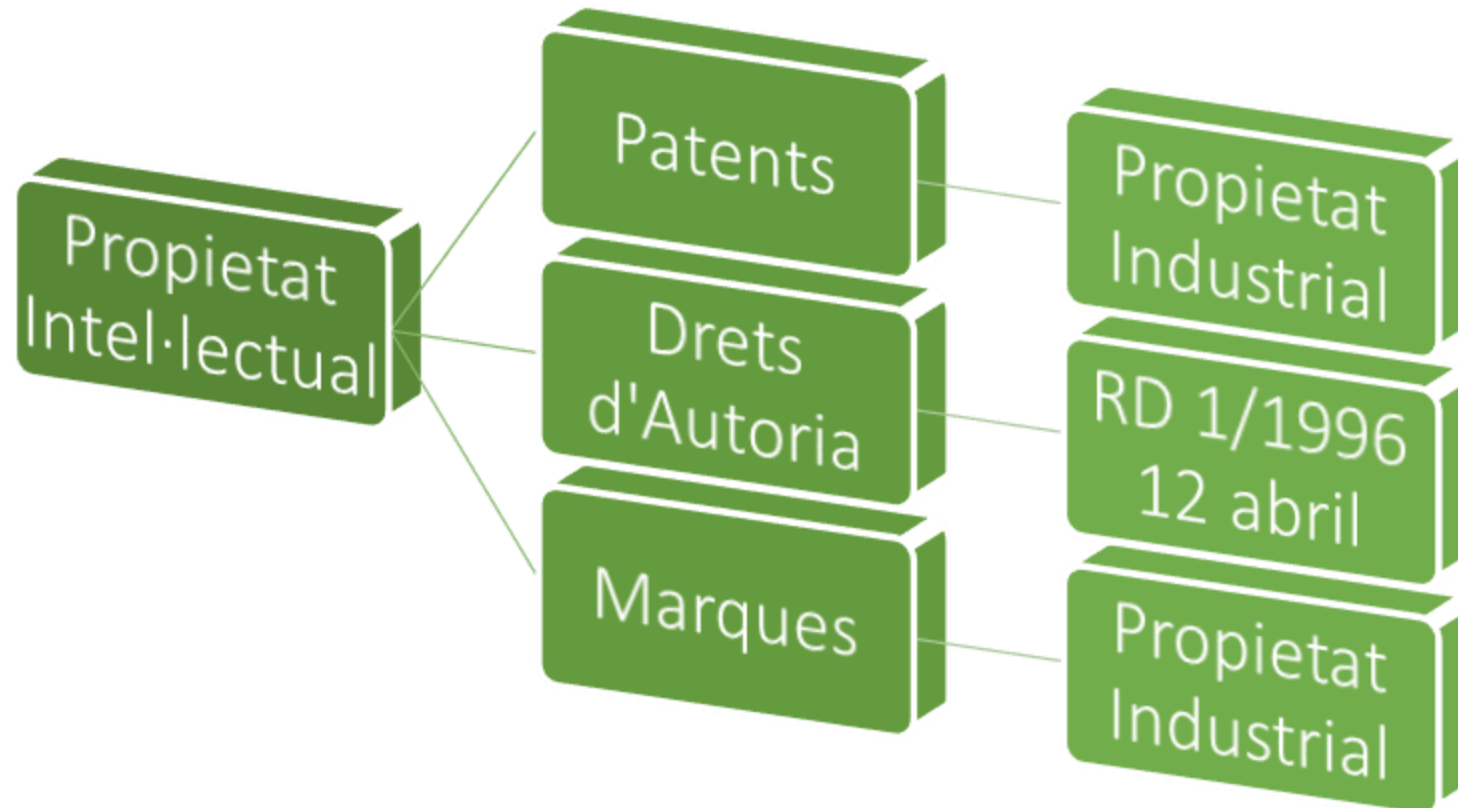 Propietat
Intel·lectual
Patents
Propietat
Industrial
Drets
d'Autoria
RD 1/1996
12 abril
Marques
Propietat
Industrial